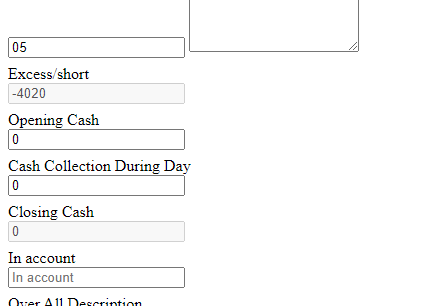 05
Excess/short
-4020
Opening Cash
0
Cash Collection During Day
0
Closing Cash
0
In account
In account
Over All Description